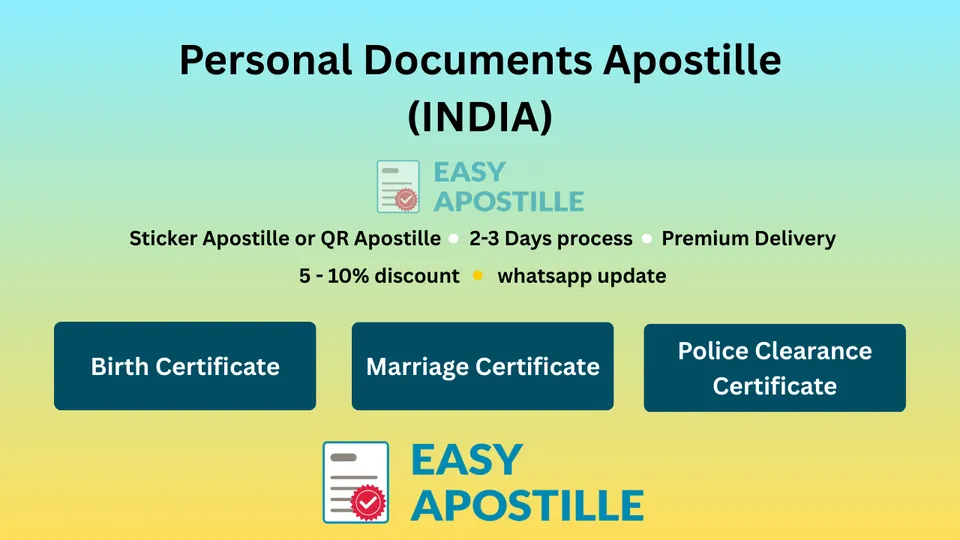 Personal Documents Apostille
(INDIA)
EASY
APOSTILLE
Sticker Apostille or QR Apostille 2-3 Days process Premium Delivery
5 - 10% discount whatsapp update
Birth Certificate
Marriage Certificate
Police Clearance
Certificate
EASY
APOSTILLE